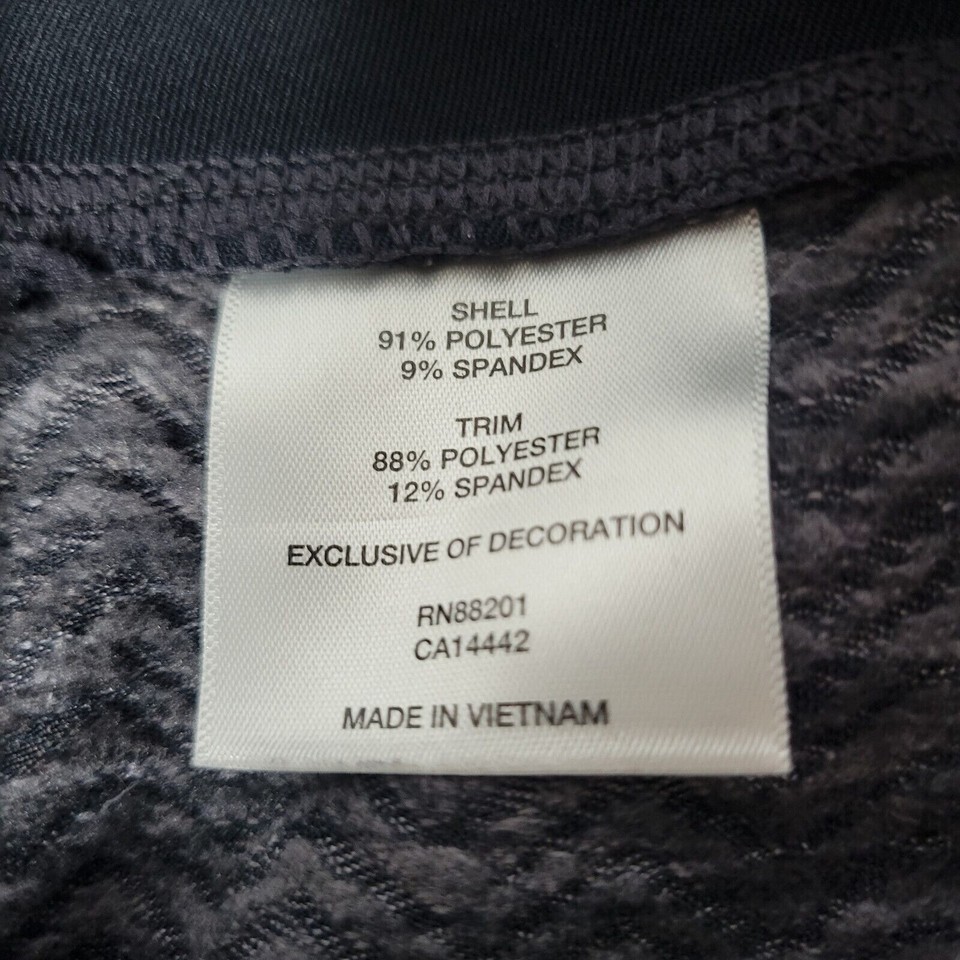 SHELL
91% POLYESTER
9% SPANDEX
TRIM
88% POLYESTER
12% SPANDEX
EXCLUSIVE OF DECORATION
RN88201
CA14442
MADE IN VIETNAM